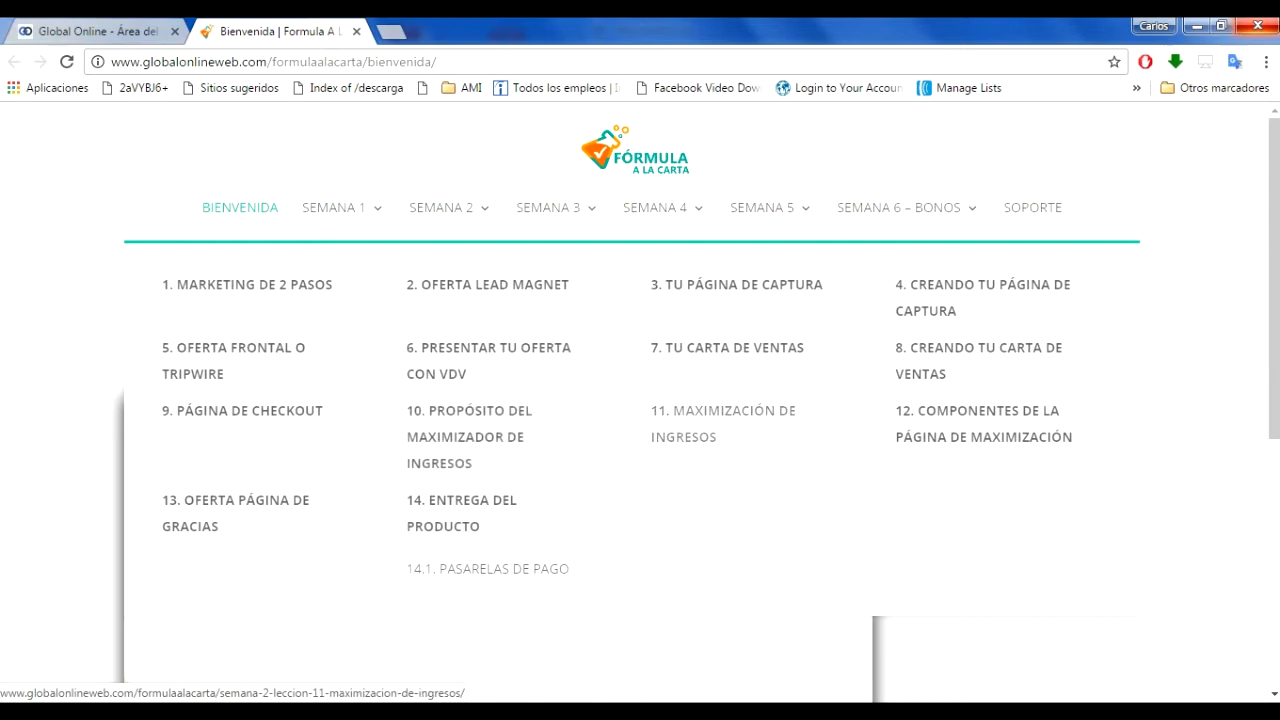 Global Online - Área del
Bienvenida | Formula A L
Carlos
www.globalonlineweb.com/formulaalacarta/bienvenida/
Aplicaciones
2aVYBJ6+
Sitios sugeridos
Index of /descarga
AMI
Todos los empleos |
Facebook Video Dow
Login to Your Accoun
Manage Lists
»
Otros marcadores
FÓRMULA
A LA CARTA
BIENVENIDA
SEMANA 1
SEMANA 2
SEMANA 3
SEMANA 4
SEMANA 5
SEMANA 6 – BONOS
SOPORTE
1. MARKETING DE 2 PASOS
2. OFERTA LEAD MAGNET
3. TU PÁGINA DE CAPTURA
4. CREANDO TU PÁGINA DE
CAPTURA
5. OFERTA FRONTAL O
TRIPWIRE
6. PRESENTAR TU OFERTA
CON VDV
7. TU CARTA DE VENTAS
8. CREANDO TU CARTA DE
VENTAS
9. PÁGINA DE CHECKOUT
10. PROPÓSITO DEL
MAXIMIZADOR DE
INGRESOS
11. MAXIMIZACIÓN DE
INGRESOS
12. COMPONENTES DE LA
PÁGINA DE MAXIMIZACIÓN
13. OFERTA PÁGINA DE
GRACIAS
14. ENTREGA DEL
PRODUCTO
14.1. PASARELAS DE PAGO
www.globalonlineweb.com/formulaalacarta/semana-2-leccion-11-maximizacion-de-ingresos/